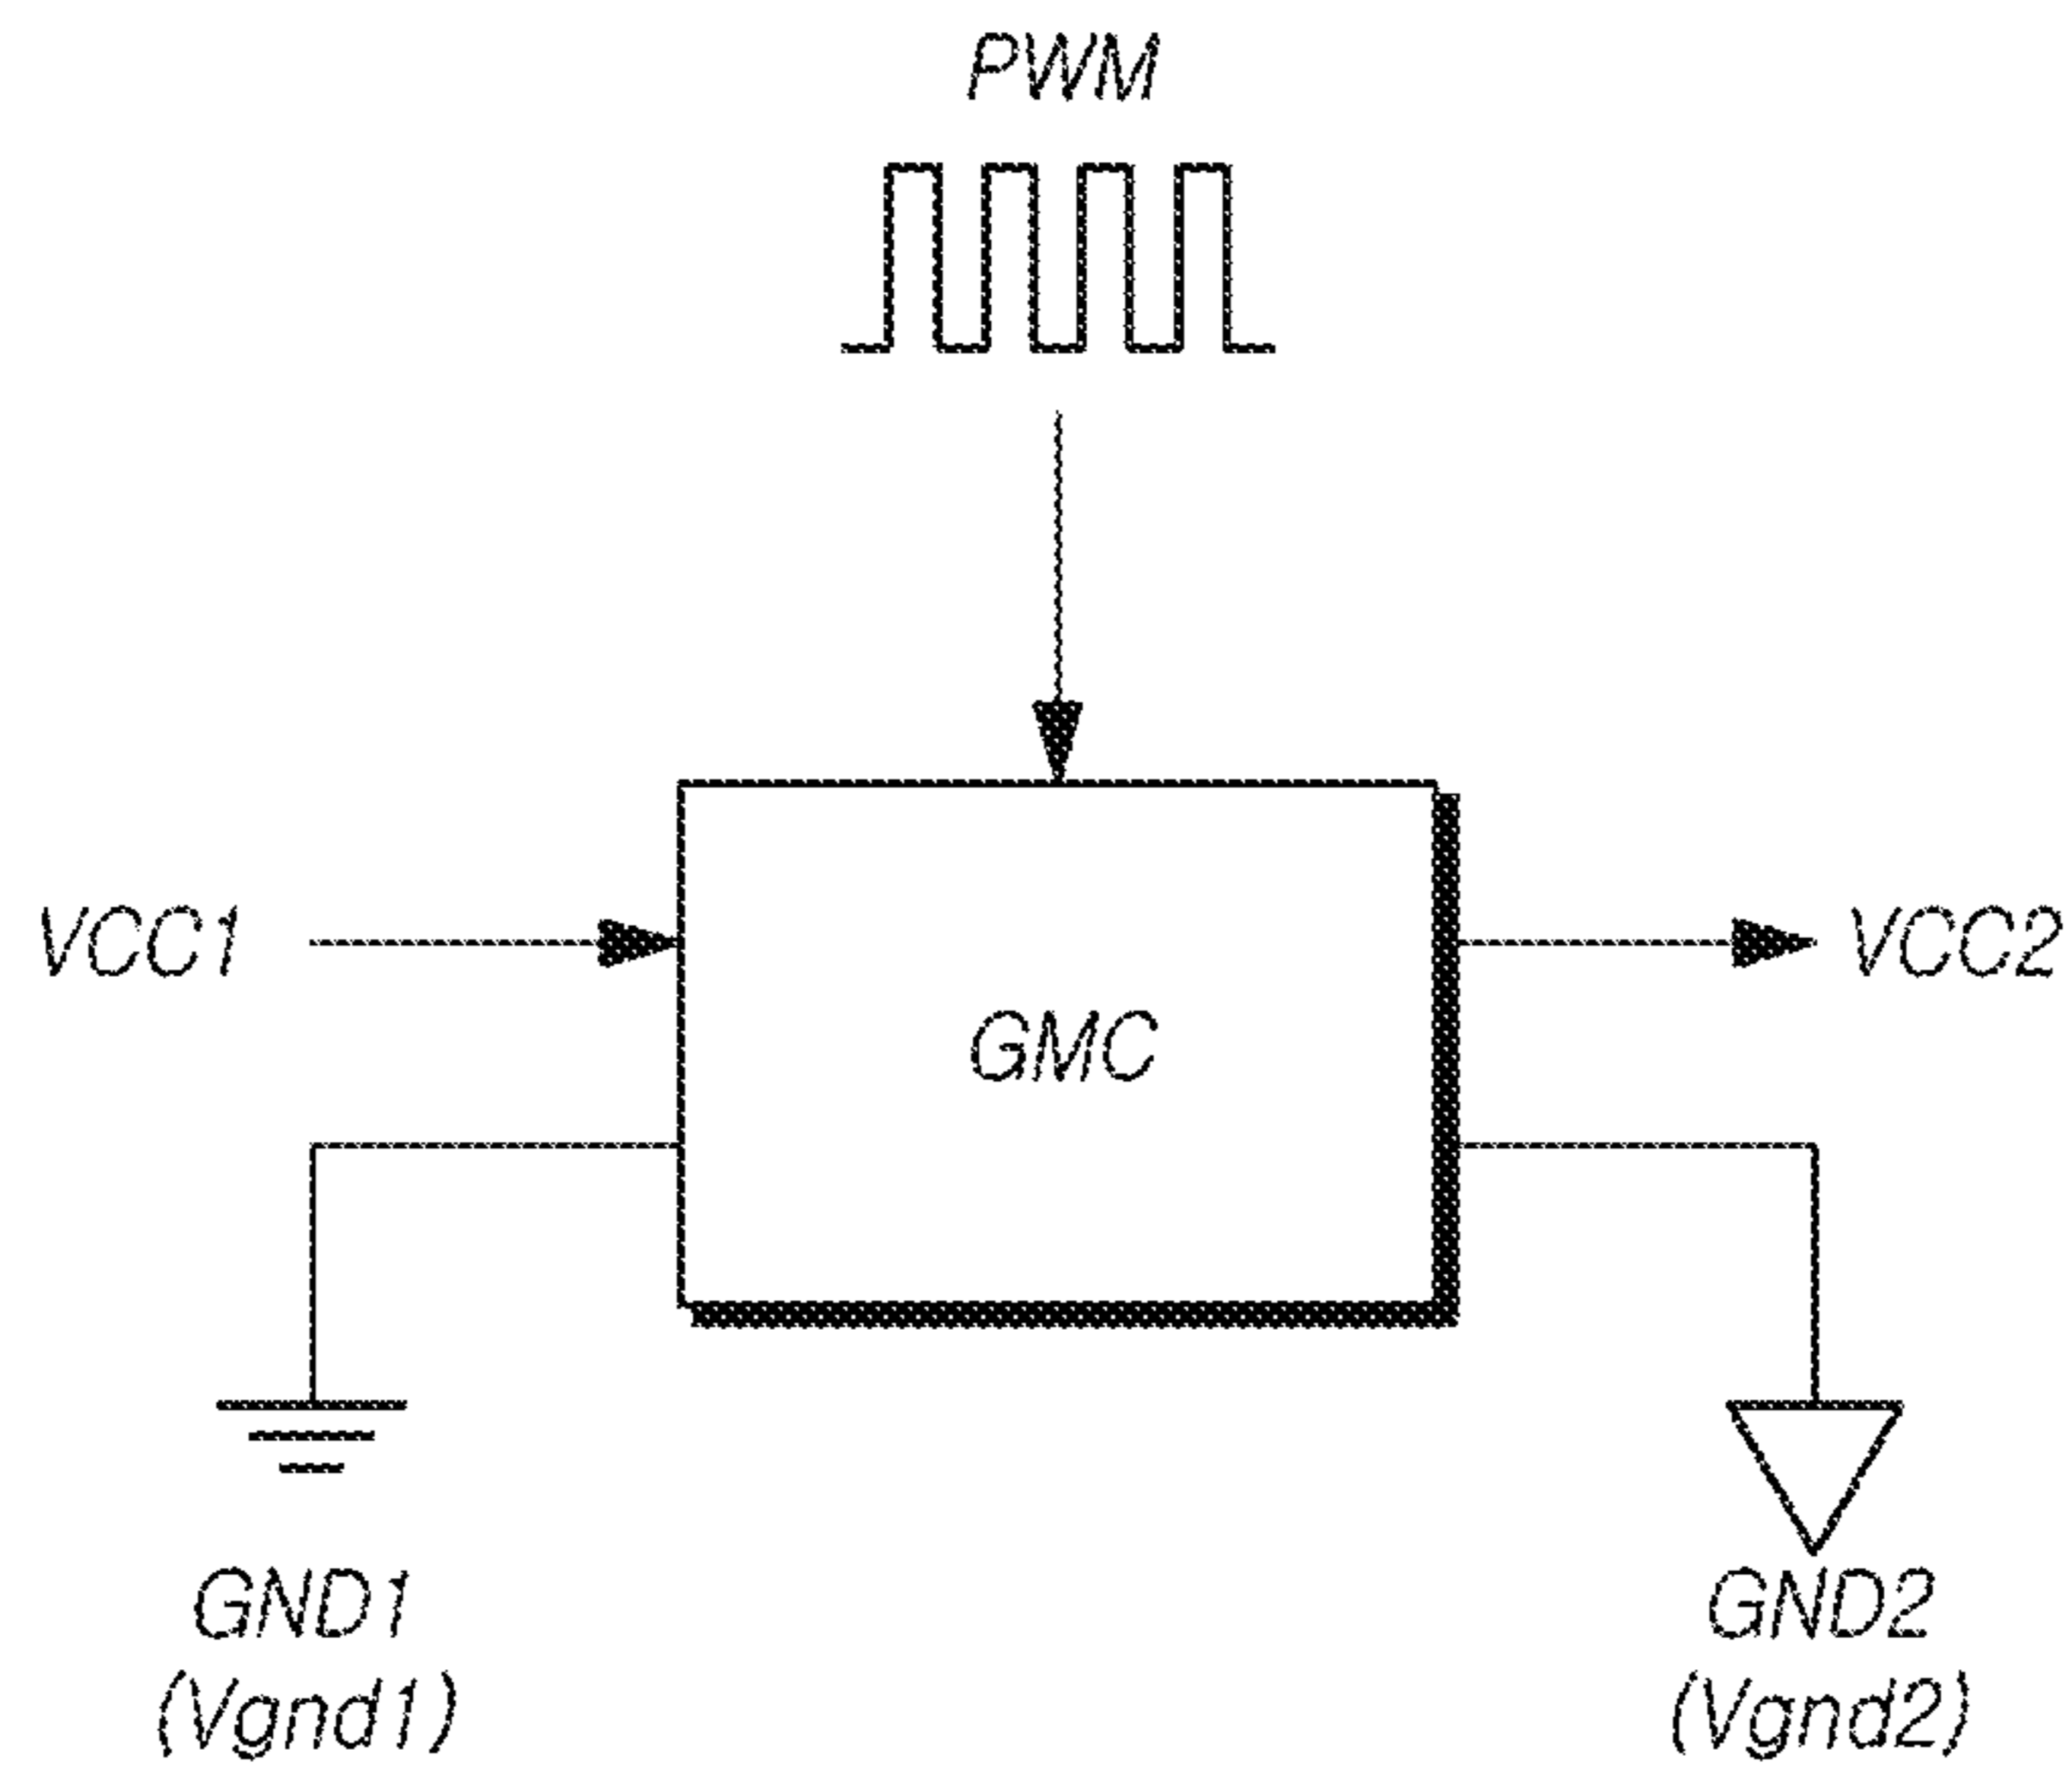 PWM
VCC1
VCC2
GMC
GND1
(Vgnd1)
GND2
(Vgnd2)